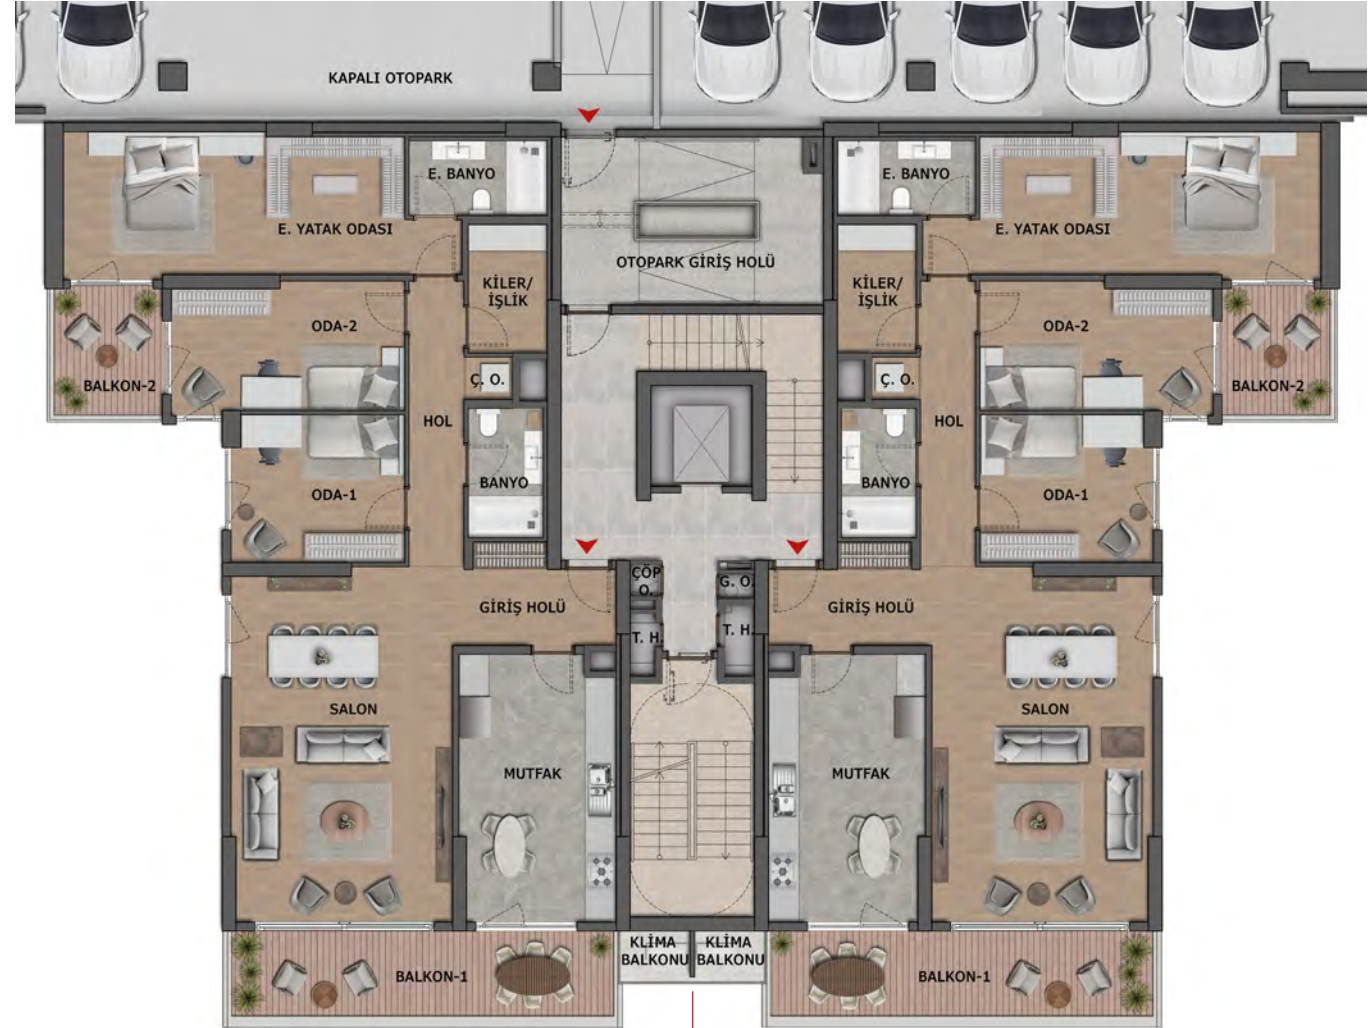 KAPALI OTOPARK
E. BANYO
E. BANYO
E. YATAK ODASI
E. YATAK ODASI
OTOPARK GİRİŞ HOLÜ
KİLER/
İŞLİK
KİLER/
İŞLİK
ODA-2
ODA-2
BALKON-2
Ç. O.
Ç. O.
BALKON-2
HOL
HOL
BANYO
BANYO
ODA-1
ODA-1
ÇÖP
O.
G. O.
GİRİŞ HOLÜ
GİRİŞ HOLÜ
T. H.
T. H.
SALON
SALON
MUTFAK
MUTFAK
KLİMA
BALKONU
KLİMA
BALKONU
BALKON-1
BALKON-1